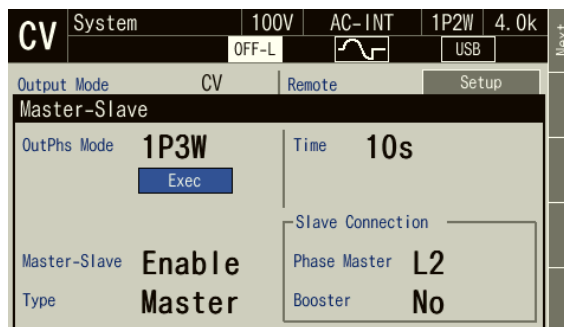 CV System 100V AC-INT 1P2W 4.0k
OFF-L USB
Next
Output Mode CV Remote Setup
Master-Slave
OutPhs Mode 1P3W Time 10s
Exec
Slave Connection
Master-Slave Enable Phase Master L2
Type Master Booster No